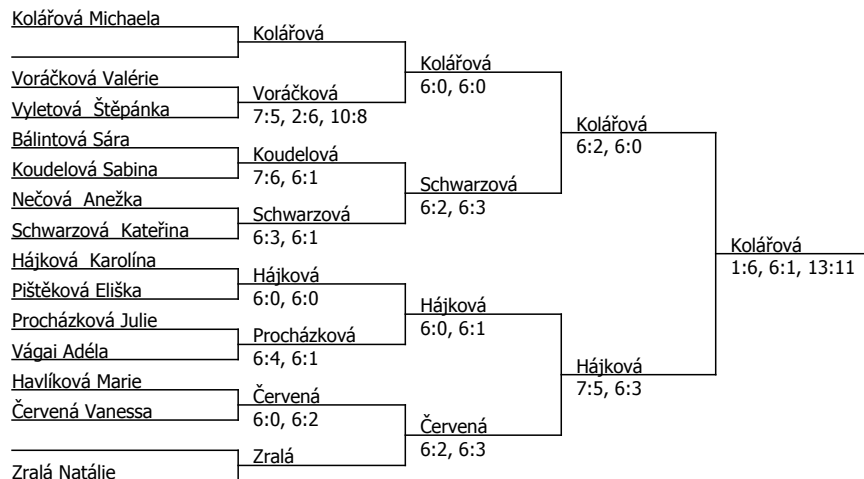 Kolářová Michaela
Voráčková Valérie
Vyletová  Štěpánka
Bálintová Sára
Koudelová Sabina
Nečová  Anežka
Schwarzová  Kateřina
Hájková  Karolína
Pištěková Eliška
Procházková Julie
Vágai Adéla
Havlíková Marie
Červená Vanessa
Zralá Natálie
Kolářová
Voráčková
7:5, 2:6, 10:8
Koudelová
7:6, 6:1
Schwarzová
6:3, 6:1
Hájková
6:0, 6:0
Procházková
6:4, 6:1
Červená
6:0, 6:2
Zralá
Kolářová
6:0, 6:0
Schwarzová
6:2, 6:3
Hájková
6:0, 6:1
Červená
6:2, 6:3
Kolářová
6:2, 6:0
Hájková
7:5, 6:3
Kolářová
1:6, 6:1, 13:11